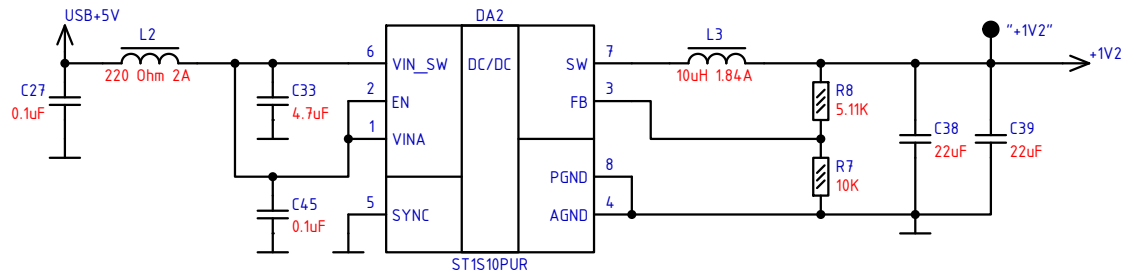 USB+5V
L2
220 Ohm 2A
C27
0.1uF
C33
4.7uF
C45
0.1uF
DA2
6
VIN_SW
DC/DC
SW
7
2
EN
FB
3
1
VINA
PGND
8
5
SYNC
AGND
4
ST1S10PUR
L3
10uH 1.84A
"+1V2"
+1V2
R8
5.11K
R7
10K
C38
22uF
C39
22uF